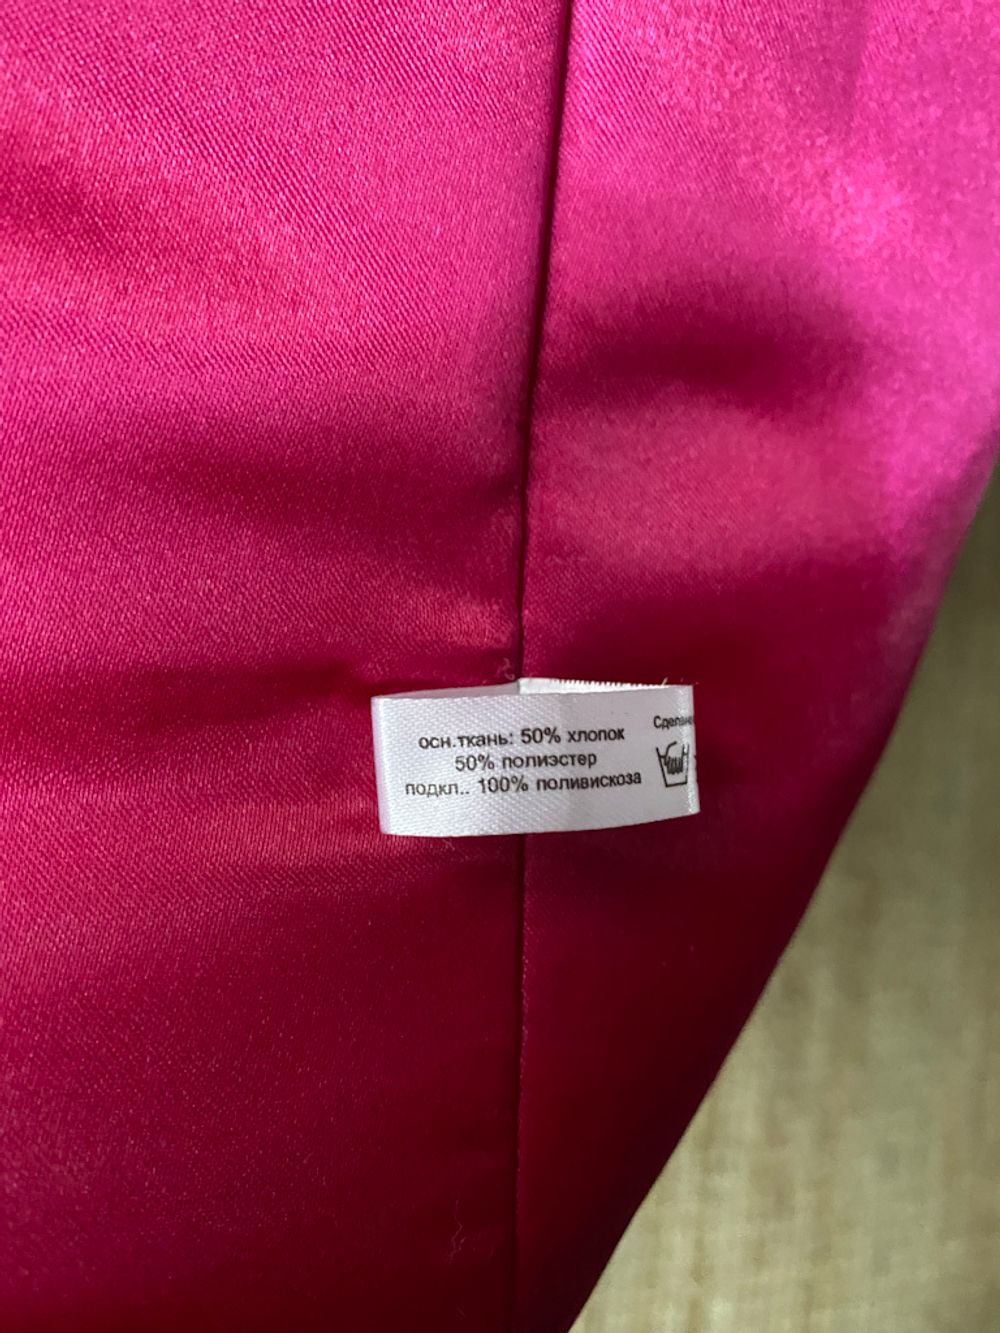 осн.ткань: 50% хлопок
50% полиэстер
подкл.. 100% поливискоза